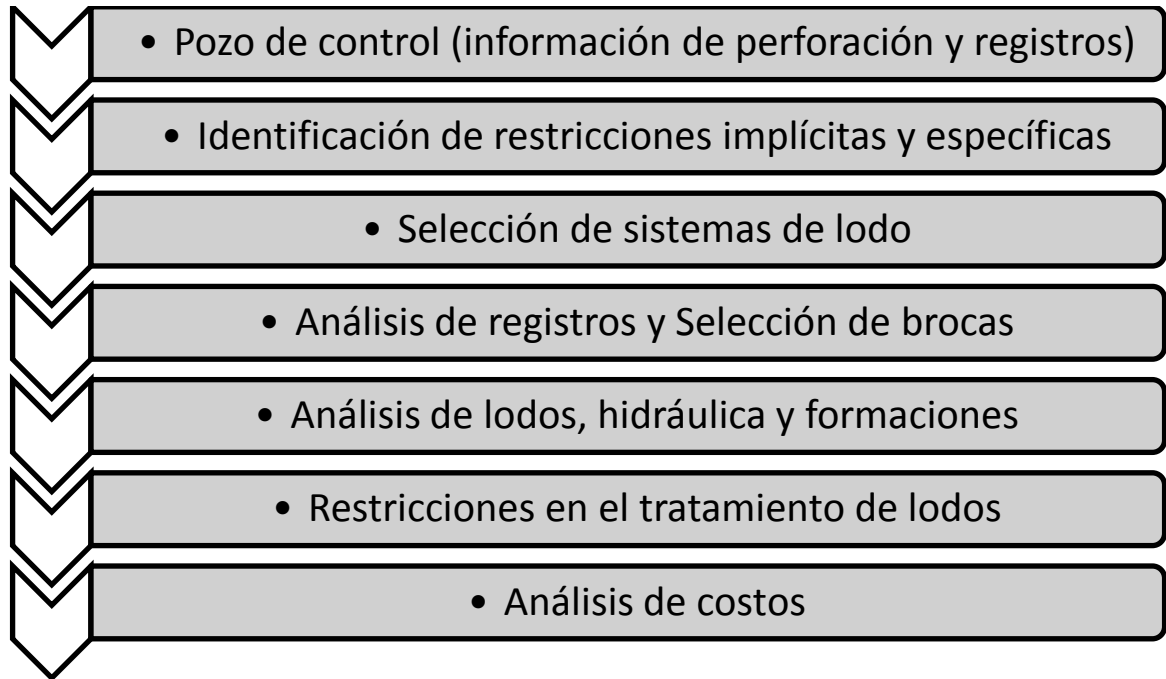 • Pozo de control (información de perforación y registros)
• Identificación de restricciones implícitas y específicas
• Selección de sistemas de lodo
• Análisis de registros y Selección de brocas
• Análisis de lodos, hidráulica y formaciones
• Restricciones en el tratamiento de lodos
• Análisis de costos